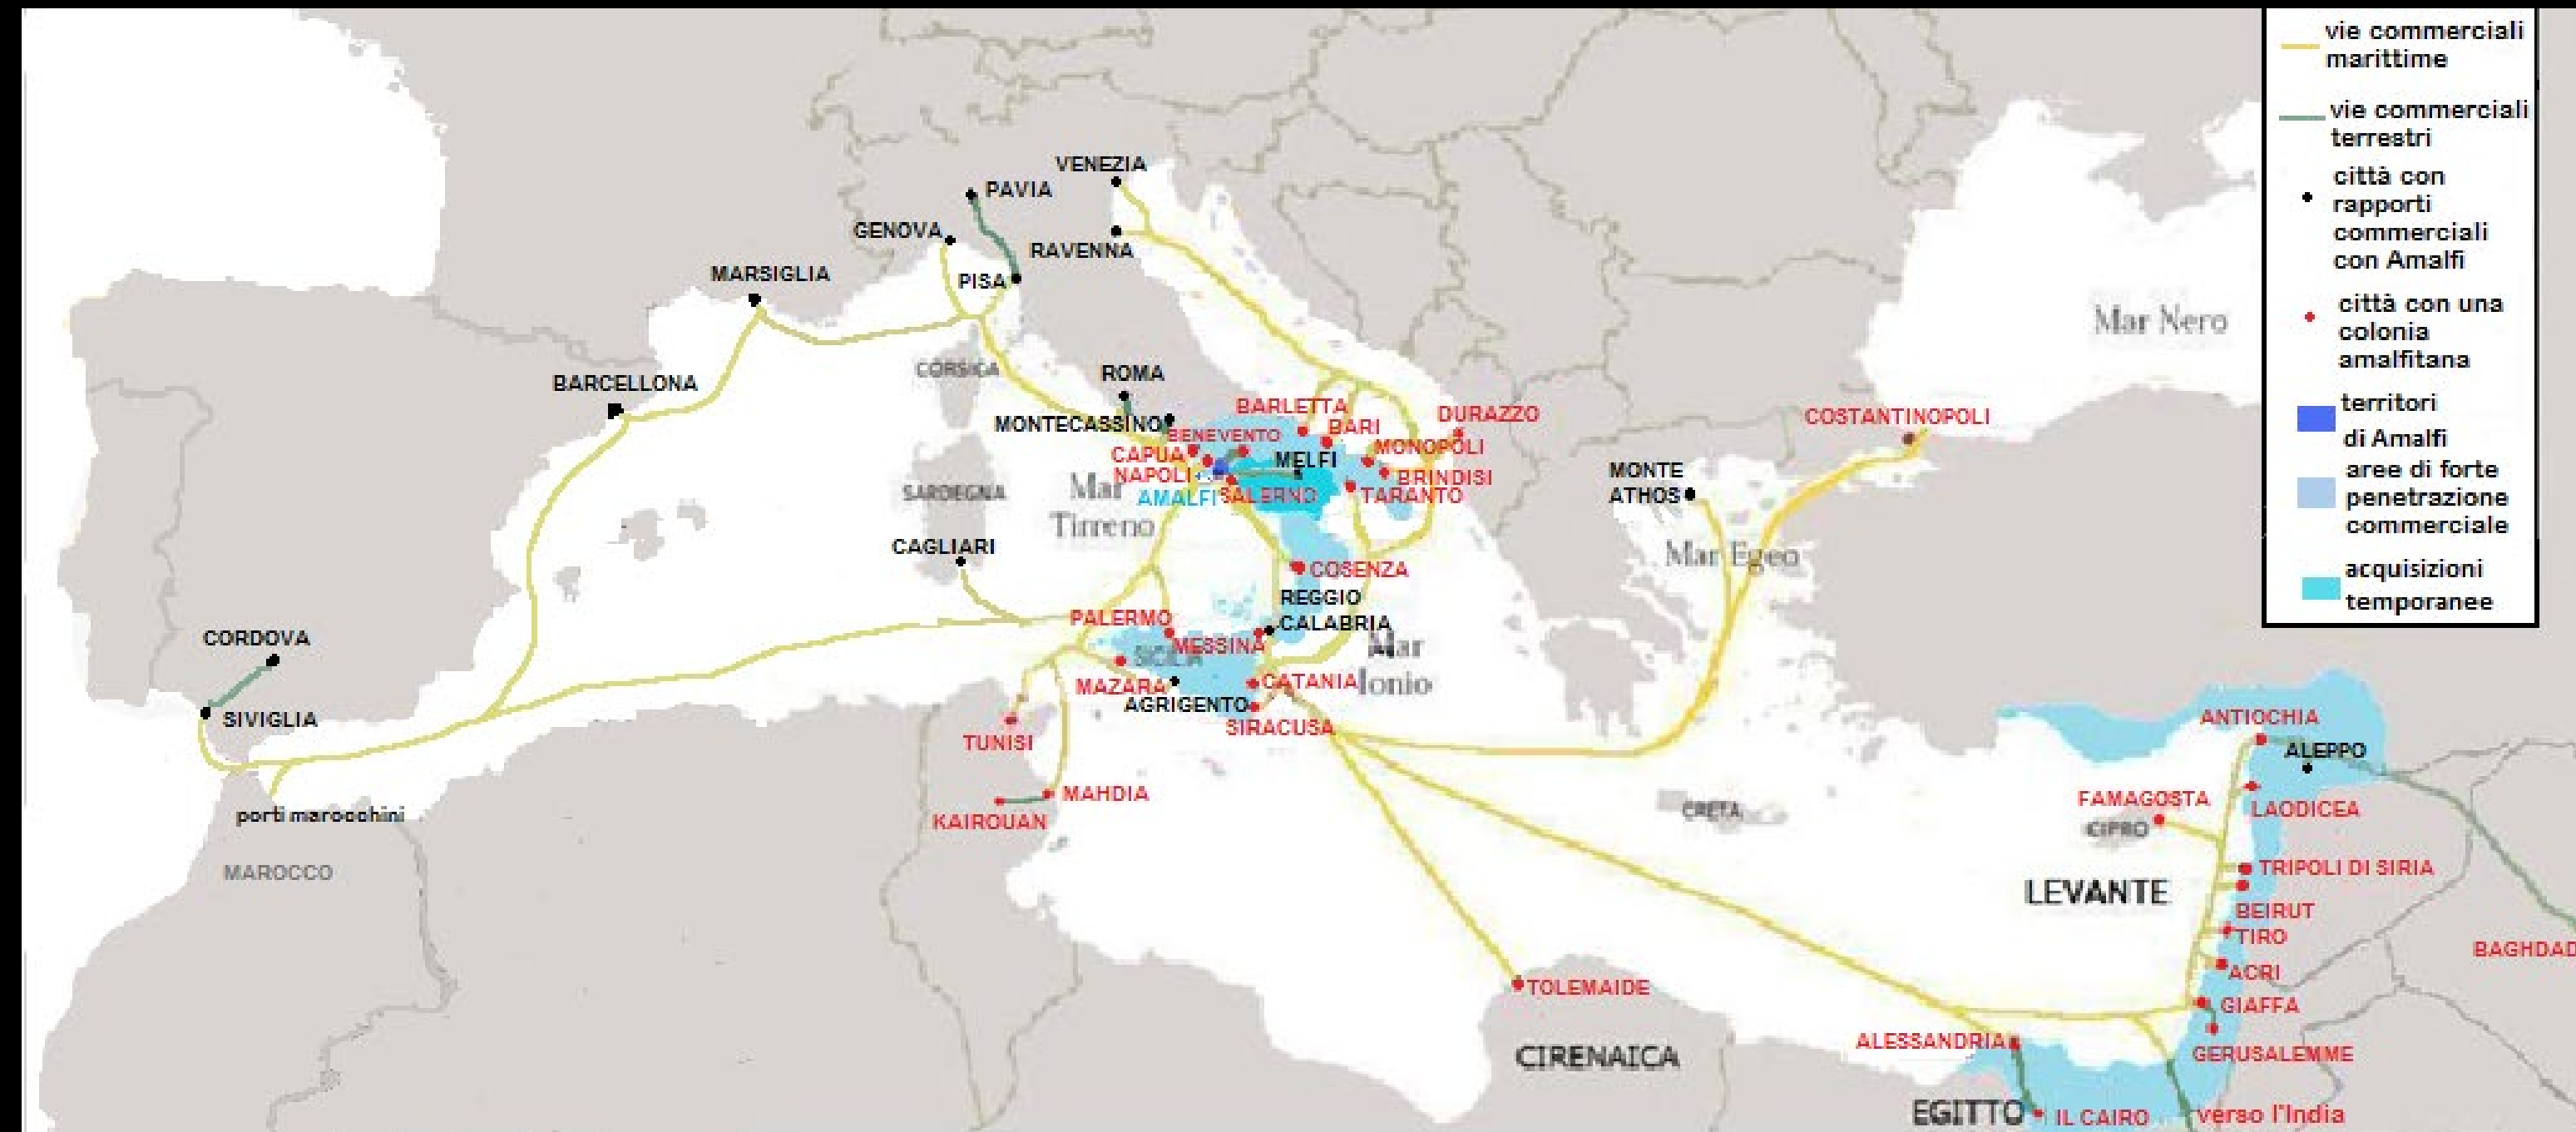 vie commerciali
marittime
vie commerciali
terrestri
città con
rapporti
commerciali
con Amalfi
città con una
colonia
amalfitana
territori
di Amalfi
aree di forte
penetrazione
commerciale
acquisizioni
temporanee
VENEZIA
PAVIA
GENOVA
RAVENNA
PISA
MARSIGLIA
Mar Nero
CORSICA
ROMA
BARCELLONA
BARLETTA
DURAZZO
COSTANTINOPOLI
MONTECASSINO
BARI
BENEVENTO
MONOPOLI
CAPUA
MELFI
MONTE
ATHOS
NAPOLI
BRINDISI
SARDEGNA
Mar
Tirreno
AMALFI
SALERNO
TARANTO
CAGLIARI
Mar Egeo
COSENZA
REGGIO
CALABRIA
PALERMO
CORDOVA
MESSINA
SICILIA
Mar
Ionio
MAZARA
CATANIA
AGRIGENTO
SIVIGLIA
SIRACUSA
ANTIOCHIA
TUNISI
ALEPPO
MAHDIA
FAMAGOSTA
porti marocchini
KAIROUAN
CRETA
LAODICEA
CIPRO
MAROCCO
TRIPOLI DI SIRIA
LEVANTE
BEIRUT
TIRO
BAGHDAD
ACRI
TOLEMAIDE
GIAFFA
ALESSANDRIA
CIRENAICA
GERUSALEMME
EGITTO
IL CAIRO
verso l'India